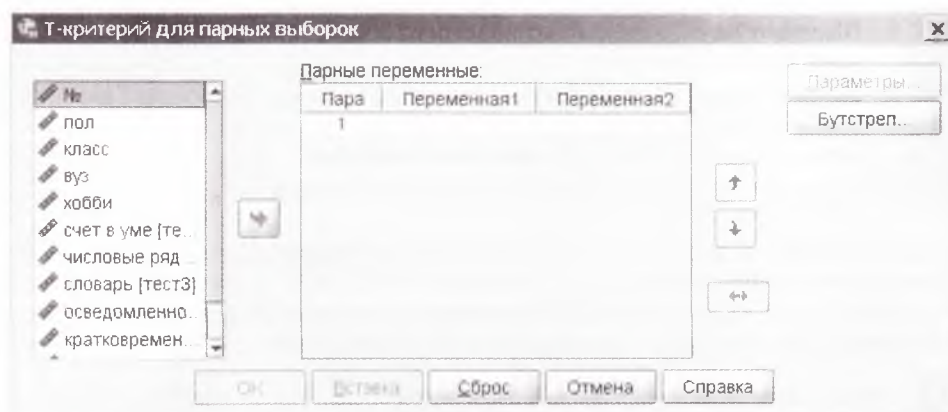 Т-критерий для парных выборок
№
пол
класс
вуз
хобби
счет в уме [те...
числовые ряд...
словарь [тест3]
осведомленно...
кратковремен...
Парные переменные:
Пара Переменная1 Переменная2
1
Параметры...
Бутстреп...
ОК Вставка Сброс Отмена Справка